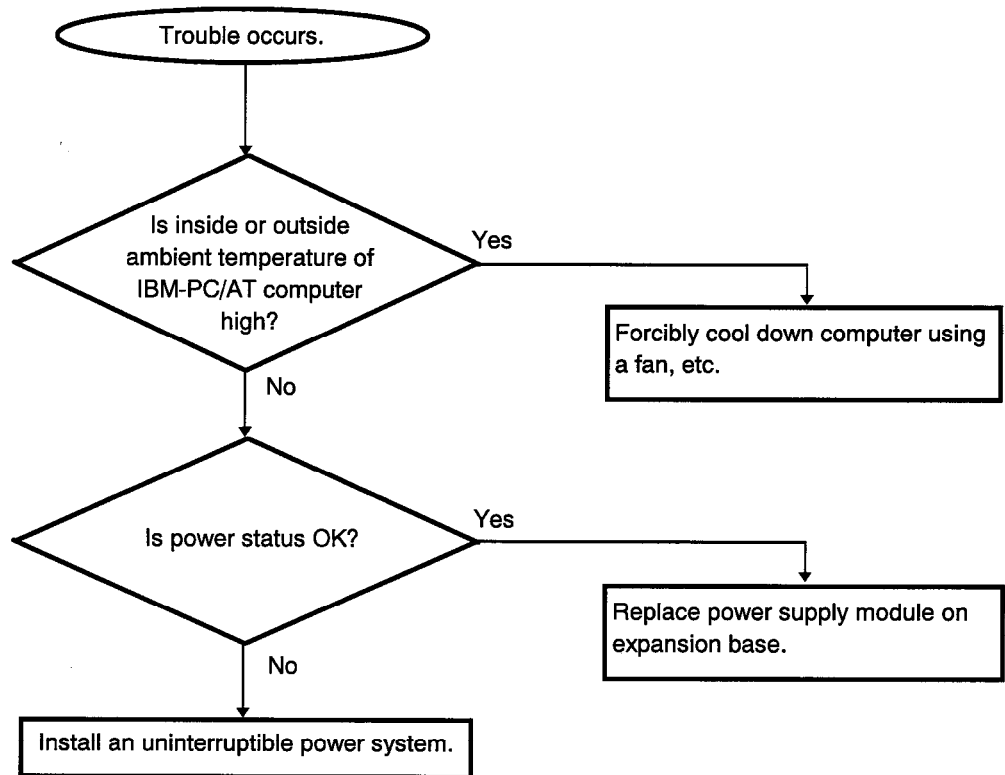 Trouble occurs.
Is inside or outside
ambient temperature of
IBM-PC/AT computer
high?
Yes
Forcibly cool down computer using
a fan, etc.
No
Is power status OK?
Yes
Replace power supply module on
expansion base.
No
Install an uninterruptible power system.